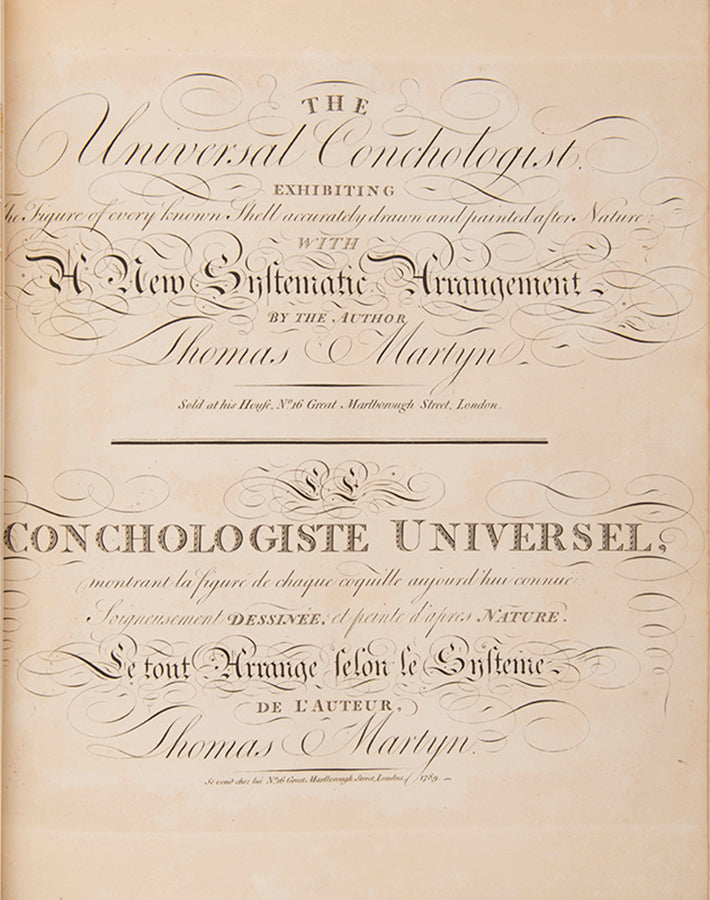 THE
Universal Conchologist,
EXHIBITING
The Figure of every known Shell accurately drawn and painted after Nature:
WITH
A New Systematic Arrangement
BY THE AUTHOR
Thomas Martyn.
Sold at his House, No. 16 Great Marlborough Street, London.
LE
CONCHOLOGISTE UNIVERSEL,
montrant la figure de chaque coquille aujourd'hui connue
Soigneusement DESSINÉE, et peinte d'apres NATURE.
Le tout Arrangé selon le Systeme
DE L'AUTEUR,
Thomas Martyn.
Se vend chez lui No. 16 Great Marlborough Street, Londres. 1789.